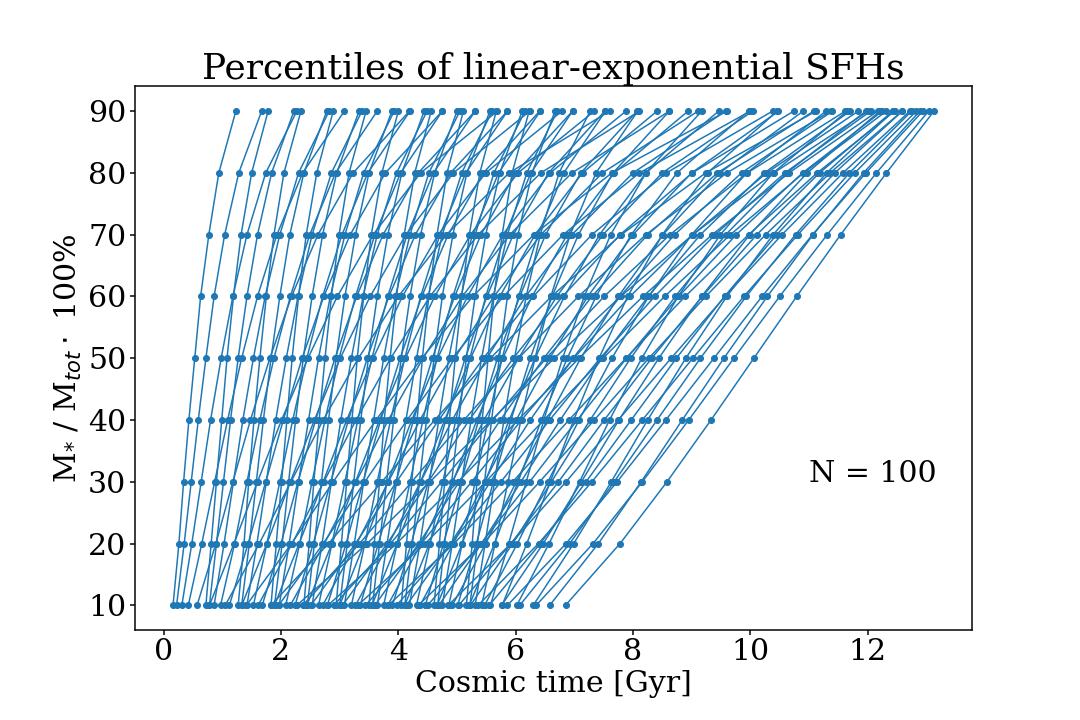 Percentiles of linear-exponential SFHs
90
80
70
60
50
40
30
20
10
M* / Mtot · 100%
N = 100
0 2 4 6 8 10 12
Cosmic time [Gyr]